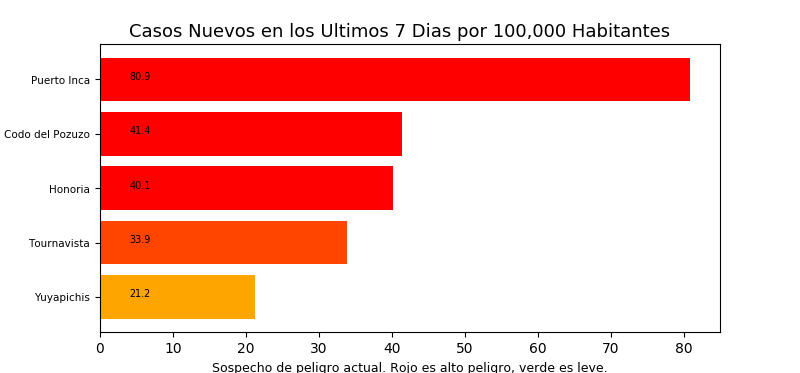 Casos Nuevos en los Ultimos 7 Dias por 100,000 Habitantes
Puerto Inca 80.9
Codo del Pozuzo 41.4
Honoria 40.1
Tournavista 33.9
Yuyapichis 21.2
0 10 20 30 40 50 60 70 80
Sospecho de peligro actual. Rojo es alto peligro, verde es leve.